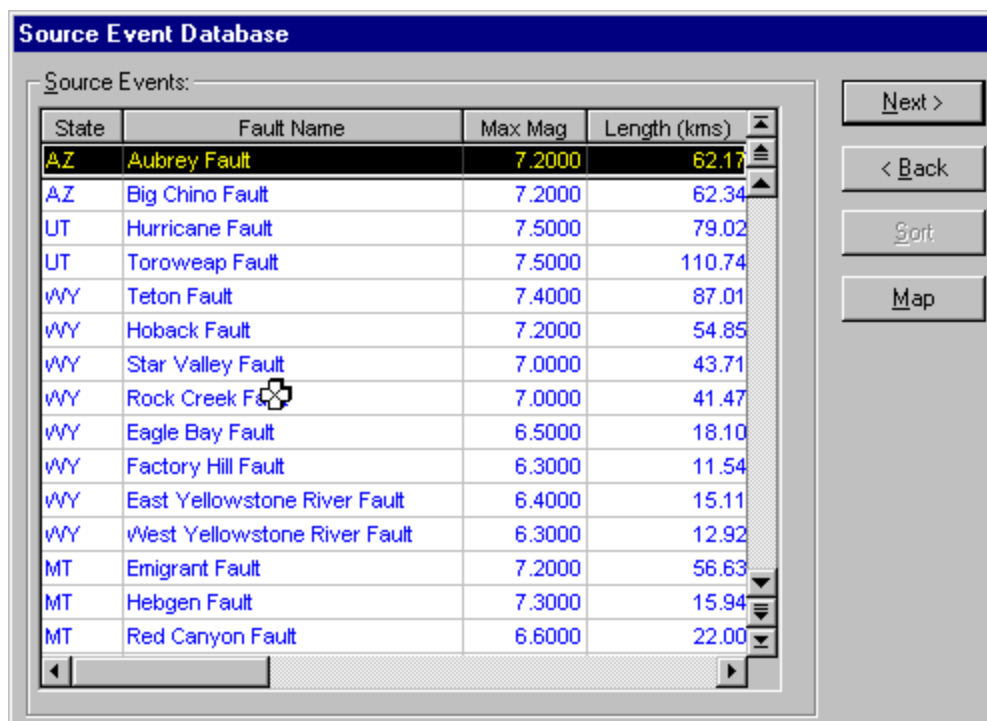 Source Event Database
Source Events:
State Fault Name Max Mag Length (kms)
AZ Aubrey Fault 7.2000 62.17
AZ Big Chino Fault 7.2000 62.34
UT Hurricane Fault 7.5000 79.02
UT Toroweap Fault 7.5000 110.74
WY Teton Fault 7.4000 87.01
WY Hoback Fault 7.2000 54.85
WY Star Valley Fault 7.0000 43.71
WY Rock Creek Fault 7.0000 41.47
WY Eagle Bay Fault 6.5000 18.10
WY Factory Hill Fault 6.3000 11.54
WY East Yellowstone River Fault 6.4000 15.11
WY West Yellowstone River Fault 6.3000 12.92
MT Emigrant Fault 7.2000 56.63
MT Hebgen Fault 7.3000 15.94
MT Red Canyon Fault 6.6000 22.00
Next >
< Back
Sort
Map